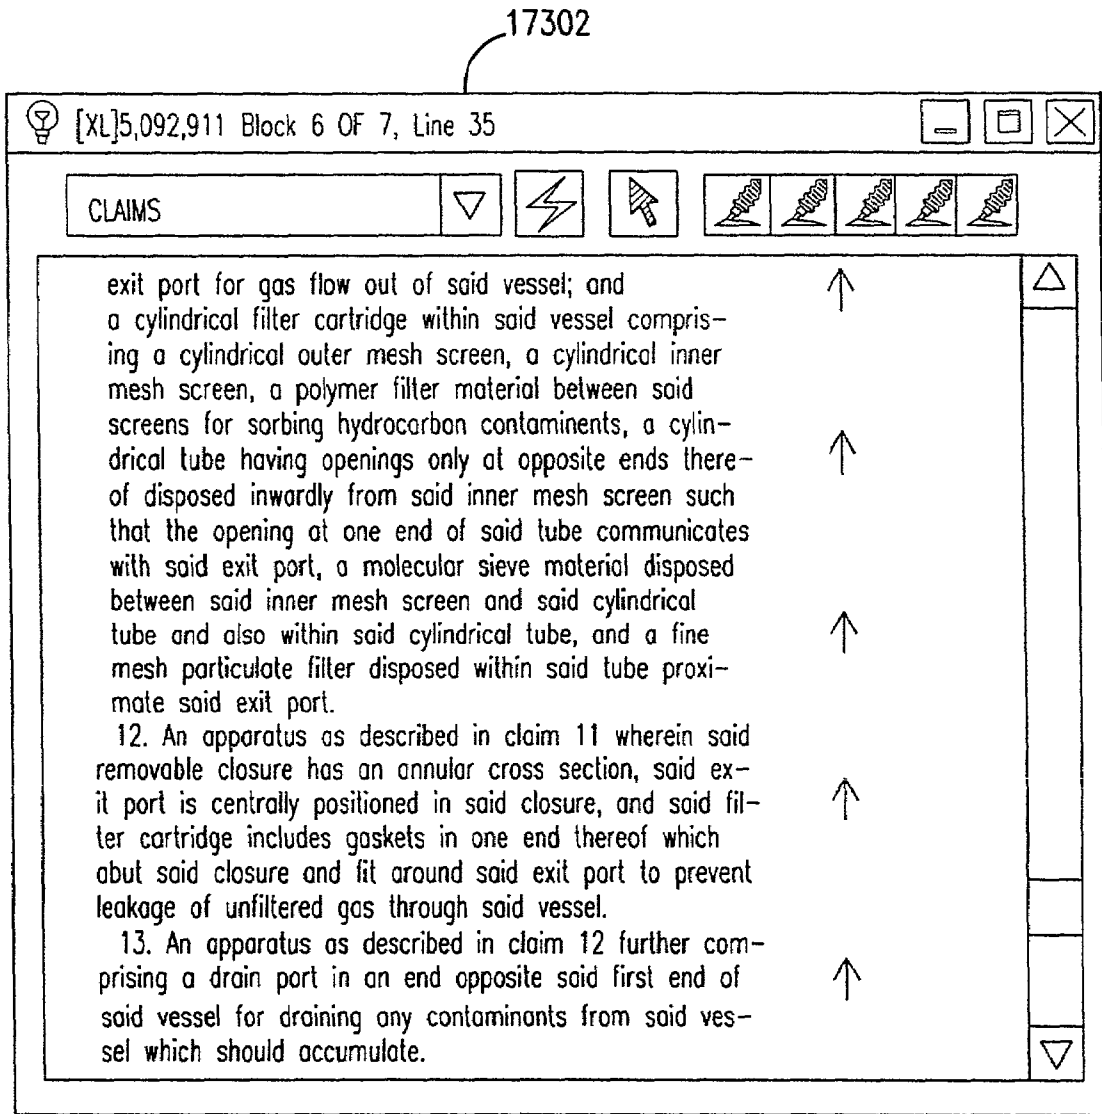 17302
[XL]5,092,911 Block 6 OF 7, Line 35
CLAIMS
exit port for gas flow out of said vessel; and
a cylindrical filter cartridge within said vessel compris-
ing a cylindrical outer mesh screen, a cylindrical inner
mesh screen, a polymer filter material between said
screens for sorbing hydrocarbon contaminents, a cylin-
drical tube having openings only at opposite ends there-
of disposed inwardly from said inner mesh screen such
that the opening at one end of said tube communicates
with said exit port, a molecular sieve material disposed
between said inner mesh screen and said cylindrical
tube and also within said cylindrical tube, and a fine
mesh particulate filter disposed within said tube proxi-
mate said exit port.
12. An apparatus as described in claim 11 wherein said
removable closure has an annular cross section, said ex-
it port is centrally positioned in said closure, and said fil-
ter cartridge includes gaskets in one end thereof which
abut said closure and fit around said exit port to prevent
leakage of unfiltered gas through said vessel.
13. An apparatus as described in claim 12 further com-
prising a drain port in an end opposite said first end of
said vessel for draining any contaminants from said ves-
sel which should accumulate.